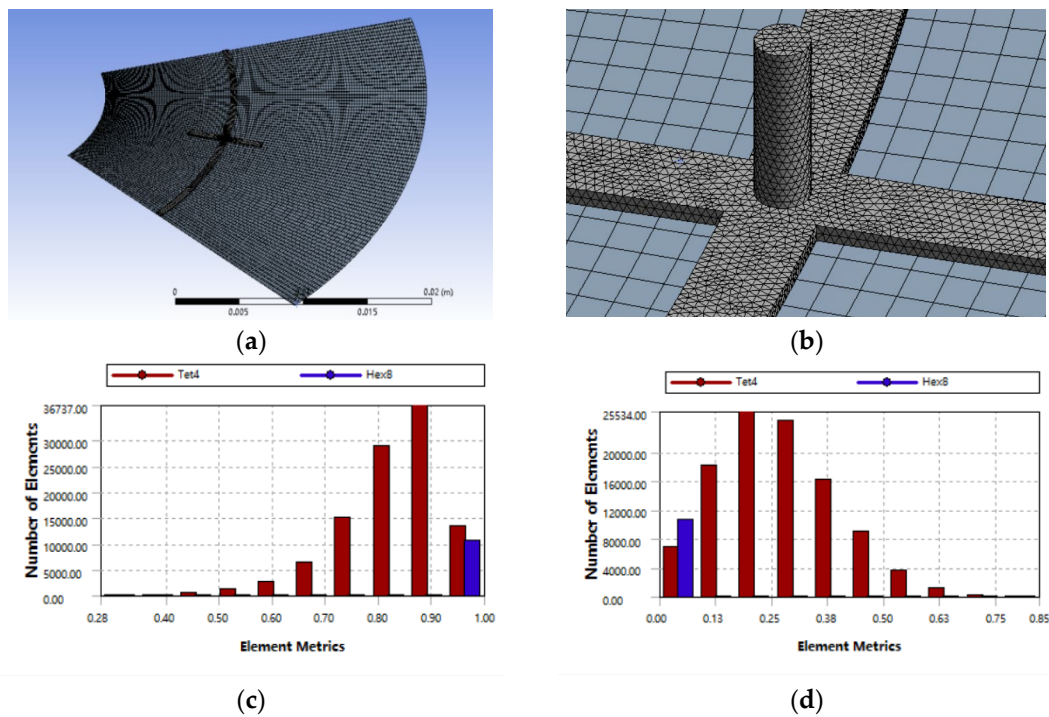 0
0.02 (m)
0.005
0.015
(a)
(b)
Tet4 Hex8
36737.00
30000.00
25000.00
20000.00
15000.00
10000.00
5000.00
0.00
Number of Elements
0.28 0.40 0.50 0.60 0.70 0.80 0.90 1.00
Element Metrics
(c)
Tet4 Hex8
25534.00
20000.00
16000.00
12000.00
8000.00
4000.00
0.00
Number of Elements
0.00 0.13 0.25 0.38 0.50 0.63 0.75 0.85
Element Metrics
(d)